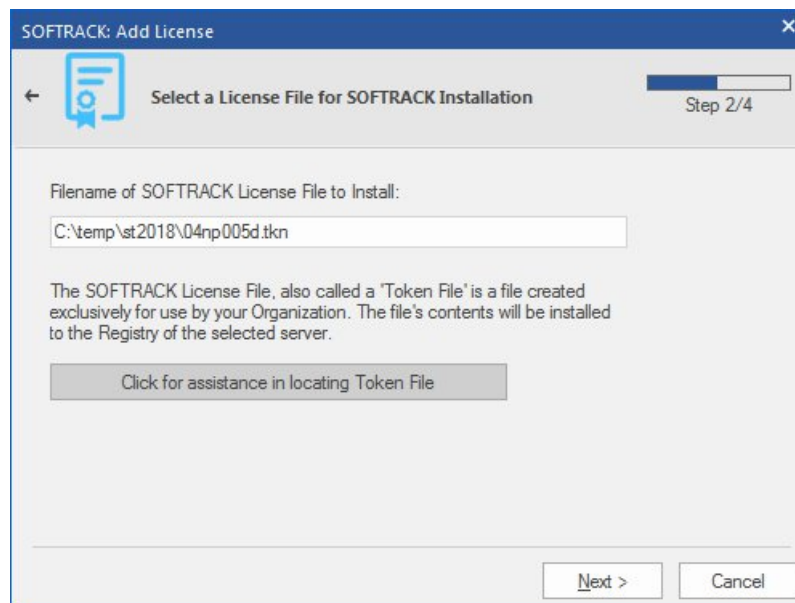 SOFTRACK: Add License
Select a License File for SOFTRACK Installation
Step 2/4
Filename of SOFTRACK License File to Install:
C:\temp\st2018\04np005d.tkn
The SOFTRACK License File, also called a 'Token File' is a file created
exclusively for use by your Organization. The file's contents will be installed
to the Registry of the selected server.
Click for assistance in locating Token File
Next >
Cancel